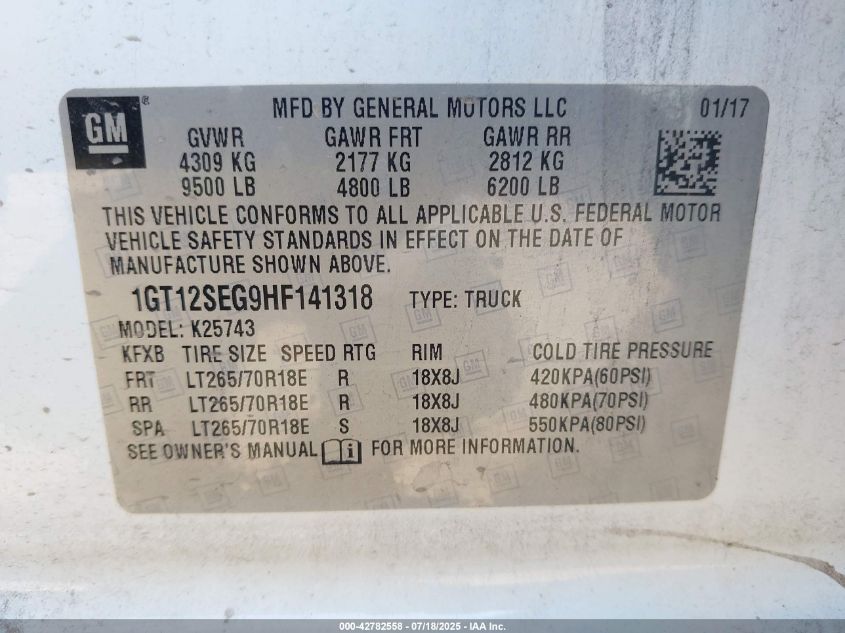 GM ® MFD BY GENERAL MOTORS LLC 01/17
GVWR GAWR FRT GAWR RR
4309 KG 2177 KG 2812 KG
9500 LB 4800 LB 6200 LB
THIS VEHICLE CONFORMS TO ALL APPLICABLE U.S. FEDERAL MOTOR
VEHICLE SAFETY STANDARDS IN EFFECT ON THE DATE OF
MANUFACTURE SHOWN ABOVE.
1GT12SEG9HF141318 TYPE: TRUCK
MODEL: K25743
KFXB TIRE SIZE SPEED RTG RIM COLD TIRE PRESSURE
FRT LT265/70R18E R 18X8J 420KPA(60PSI)
RR LT265/70R18E R 18X8J 480KPA(70PSI)
SPA LT265/70R18E S 18X8J 550KPA(80PSI)
SEE OWNER'S MANUAL FOR MORE INFORMATION.
000-42782558 - 07/18/2025 - IAA Inc.